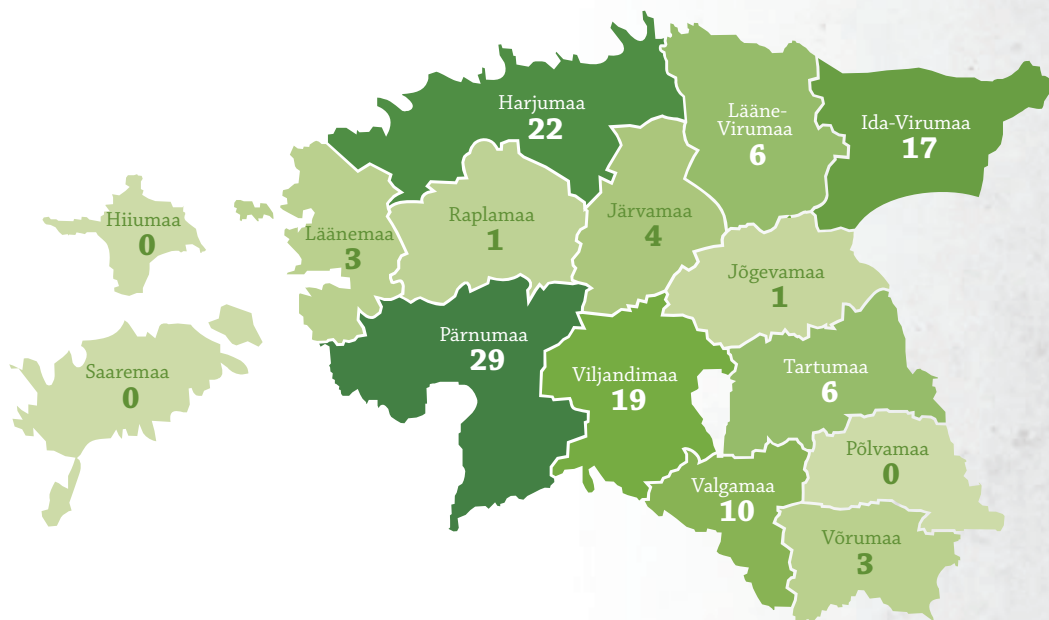 Harjumaa
22
Lääne-
Virumaa
6
Ida-Virumaa
17
Hiiumaa
0
Läänemaa
3
Raplamaa
1
Järvamaa
4
Jõgevamaa
1
Saaremaa
0
Pärnumaa
29
Viljandimaa
19
Tartumaa
6
Valgamaa
10
Põlvamaa
0
Võrumaa
3